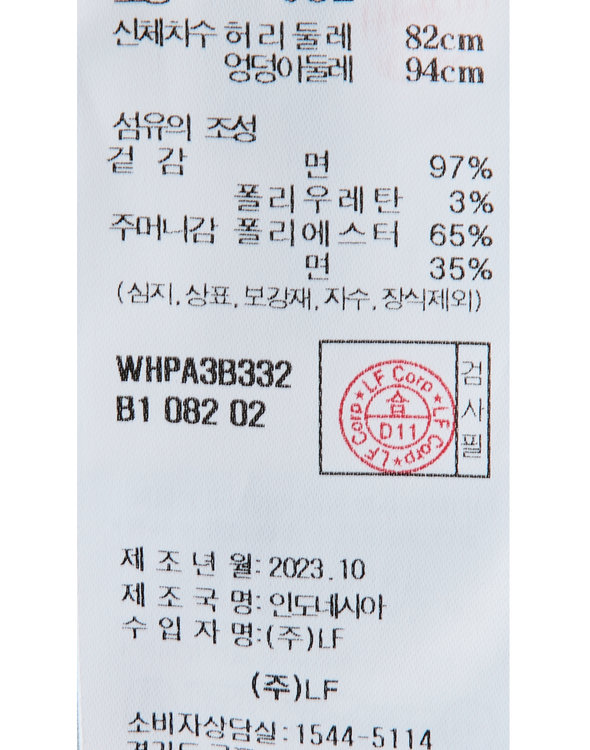 신체치수 허리둘레 82cm
엉덩이둘레 94cm
섬유의 조성
겉감 면 97%
폴리우레탄 3%
주머니감 폴리에스터 65%
면 35%
(심지,상표,보강재,자수,장식제외)
WHPA3B332
B1 082 02
LF Corp★LF Corp★LF Corp★
合
D11
검사필
제조년월:2023.10
제조국명:인도네시아
수입자명:(주)LF
(주)LF
소비자상담실:1544-5114